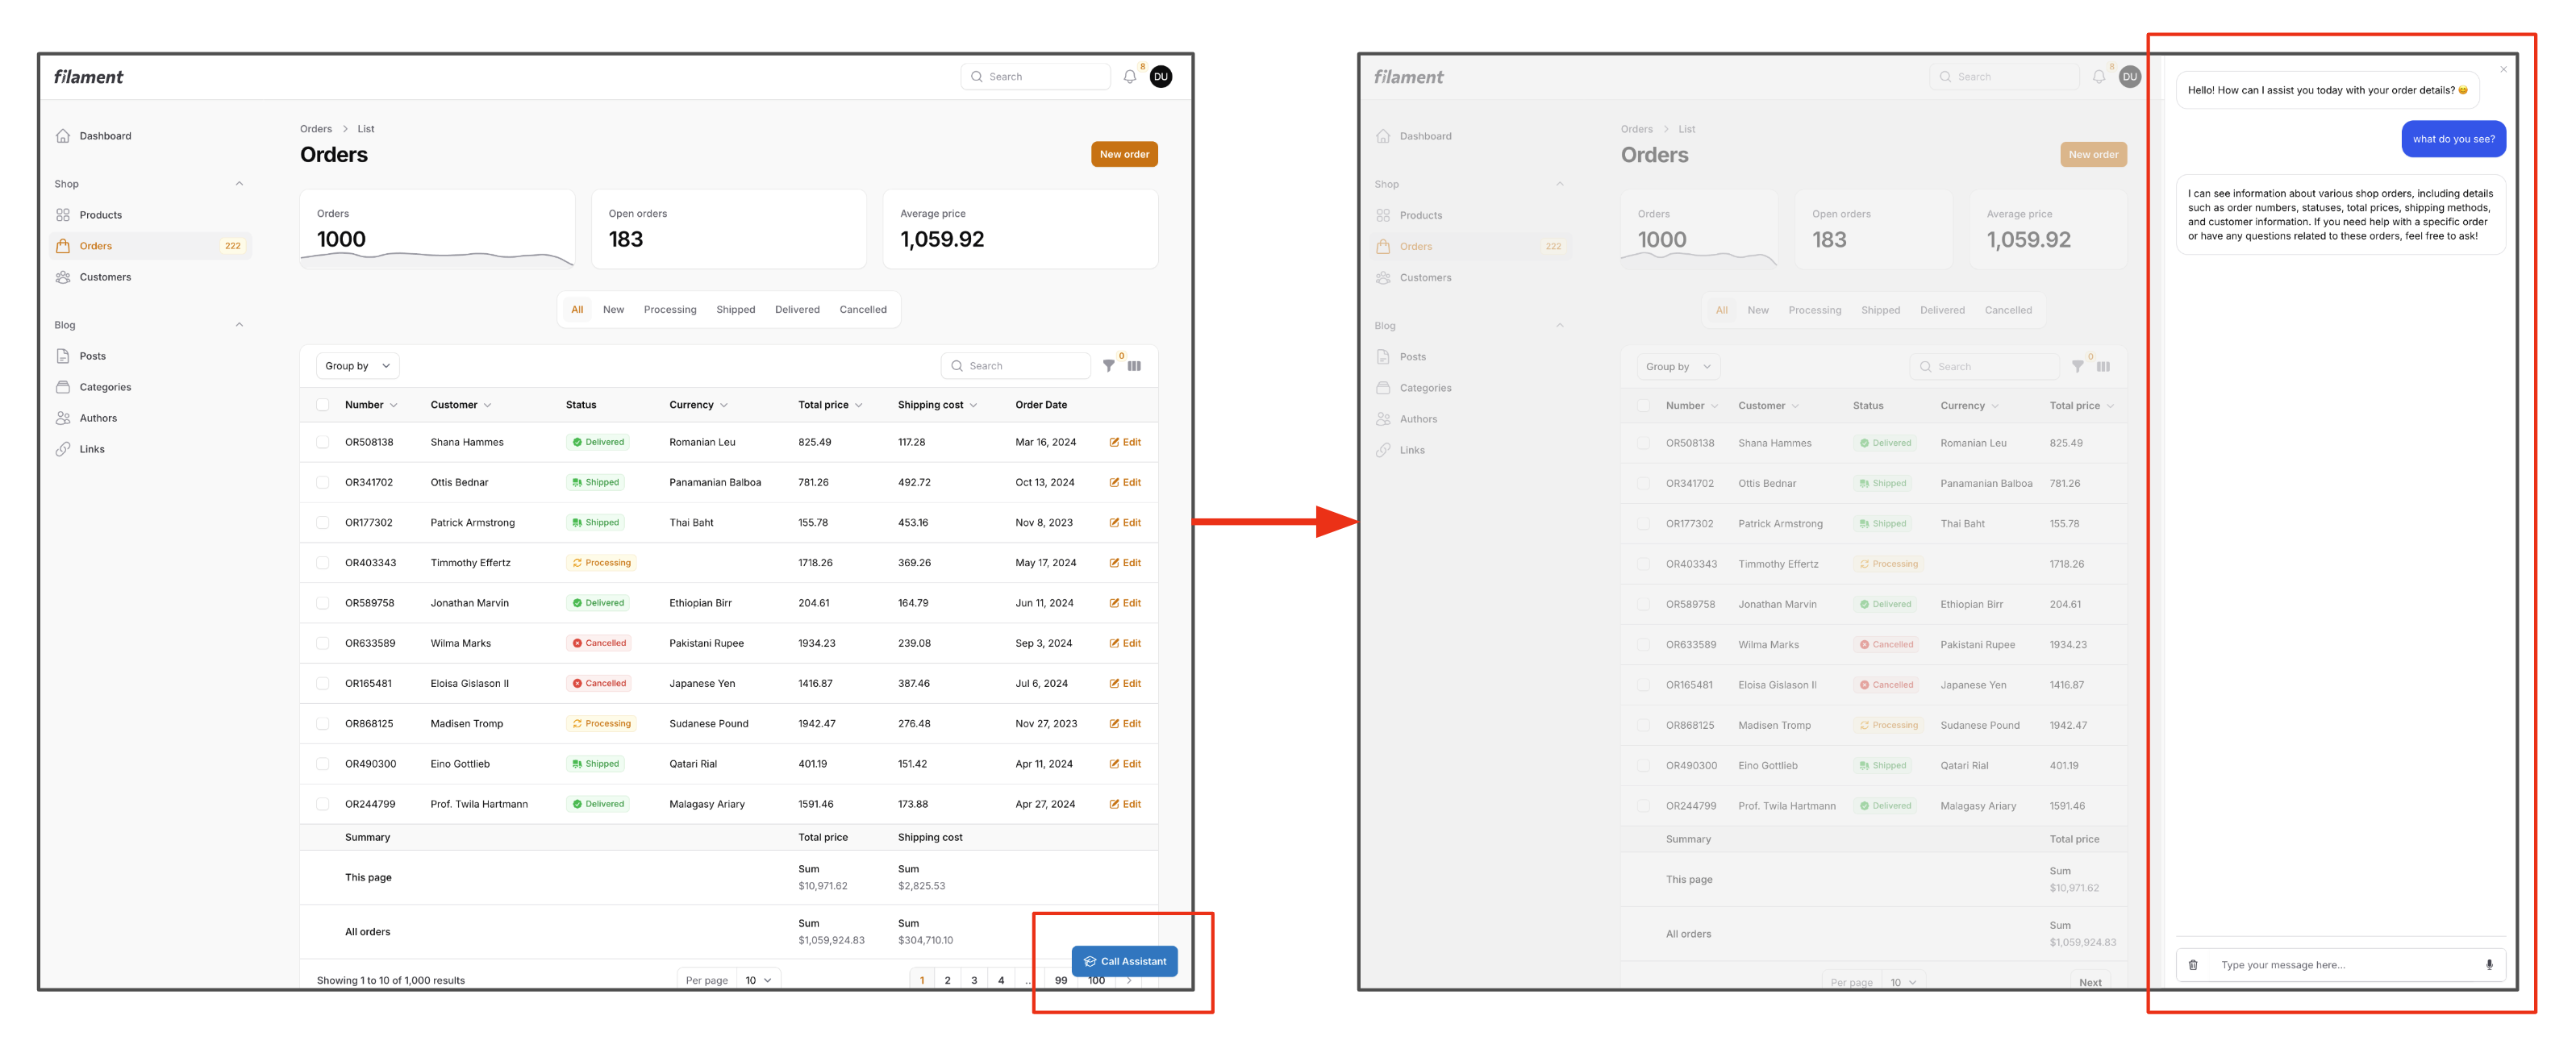 filament
Search
8
DU
Dashboard
Shop
Products
Orders 222
Customers
Blog
Posts
Categories
Authors
Links
Orders > List
Orders
New order
Orders
1000
Open orders
183
Average price
1,059.92
All New Processing Shipped Delivered Cancelled
Group by
Search
0
Number Customer Status Currency Total price Shipping cost Order Date
OR508138 Shana Hammes Delivered Romanian Leu 825.49 117.28 Mar 16, 2024 Edit
OR341702 Ottis Bednar Shipped Panamanian Balboa 781.26 492.72 Oct 13, 2024 Edit
OR177302 Patrick Armstrong Shipped Thai Baht 155.78 453.16 Nov 8, 2023 Edit
OR403343 Timmothy Effertz Processing 1718.26 369.26 May 17, 2024 Edit
OR589758 Jonathan Marvin Delivered Ethiopian Birr 204.61 164.79 Jun 11, 2024 Edit
OR633589 Wilma Marks Cancelled Pakistani Rupee 1934.23 239.08 Sep 3, 2024 Edit
OR165481 Eloisa Gislason II Cancelled Japanese Yen 1416.87 387.46 Jul 6, 2024 Edit
OR868125 Madisen Tromp Processing Sudanese Pound 1942.47 276.48 Nov 27, 2023 Edit
OR490300 Eino Gottlieb Shipped Qatari Rial 401.19 151.42 Apr 11, 2024 Edit
OR244799 Prof. Twila Hartmann Delivered Malagasy Ariary 1591.46 173.88 Apr 27, 2024 Edit
Summary Total price Shipping cost
This page
Sum Sum
$10,971.62 $2,825.53
All orders
Sum Sum
$1,059,924.83 $304,710.10
Call Assistant
Showing 1 to 10 of 1,000 results
Per page 10
1 2 3 4 ... 99 100
filament
Search
8
DU
Dashboard
Shop
Products
Orders 222
Customers
Blog
Posts
Categories
Authors
Links
Orders > List
Orders
New order
Orders
1000
Open orders
183
Average price
1,059.92
All New Processing Shipped Delivered Cancelled
Group by
Search
0
Number Customer Status Currency Total price
OR508138 Shana Hammes Delivered Romanian Leu 825.49
OR341702 Ottis Bednar Shipped Panamanian Balboa 781.26
OR177302 Patrick Armstrong Shipped Thai Baht 155.78
OR403343 Timmothy Effertz Processing 1718.26
OR589758 Jonathan Marvin Delivered Ethiopian Birr 204.61
OR633589 Wilma Marks Cancelled Pakistani Rupee 1934.23
OR165481 Eloisa Gislason II Cancelled Japanese Yen 1416.87
OR868125 Madisen Tromp Processing Sudanese Pound 1942.47
OR490300 Eino Gottlieb Shipped Qatari Rial 401.19
OR244799 Prof. Twila Hartmann Delivered Malagasy Ariary 1591.46
Summary Total price
This page
Sum
$10,971.62
All orders
Sum
$1,059,924.83
Per page 10
Next
Hello! How can I assist you today with your order details? 😊
what do you see?
I can see information about various shop orders, including details
such as order numbers, statuses, total prices, shipping methods,
and customer information. If you need help with a specific order
or have any questions related to these orders, feel free to ask!
Type your message here...